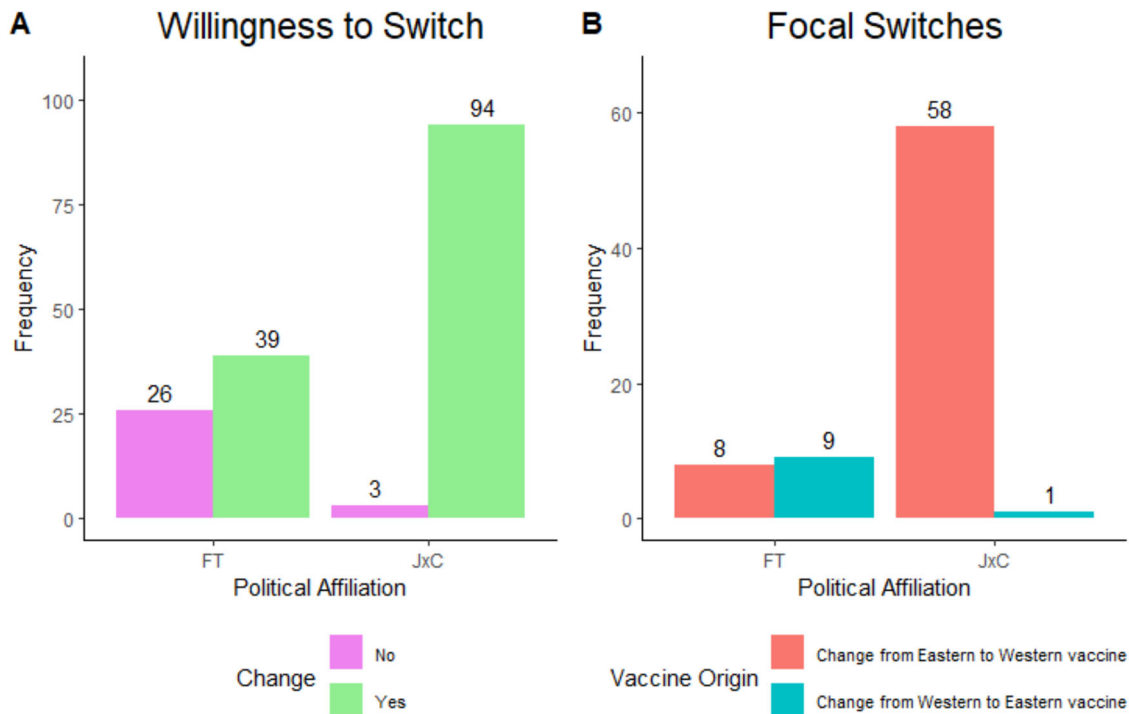 A
Willingness to Switch
100
75
50
25
0
Frequency
26
39
3
94
FT
JxC
Political Affiliation
Change
No
Yes
B
Focal Switches
60
40
20
0
Frequency
8
9
58
1
FT
JxC
Political Affiliation
Vaccine Origin
Change from Eastern to Western vaccine
Change from Western to Eastern vaccine